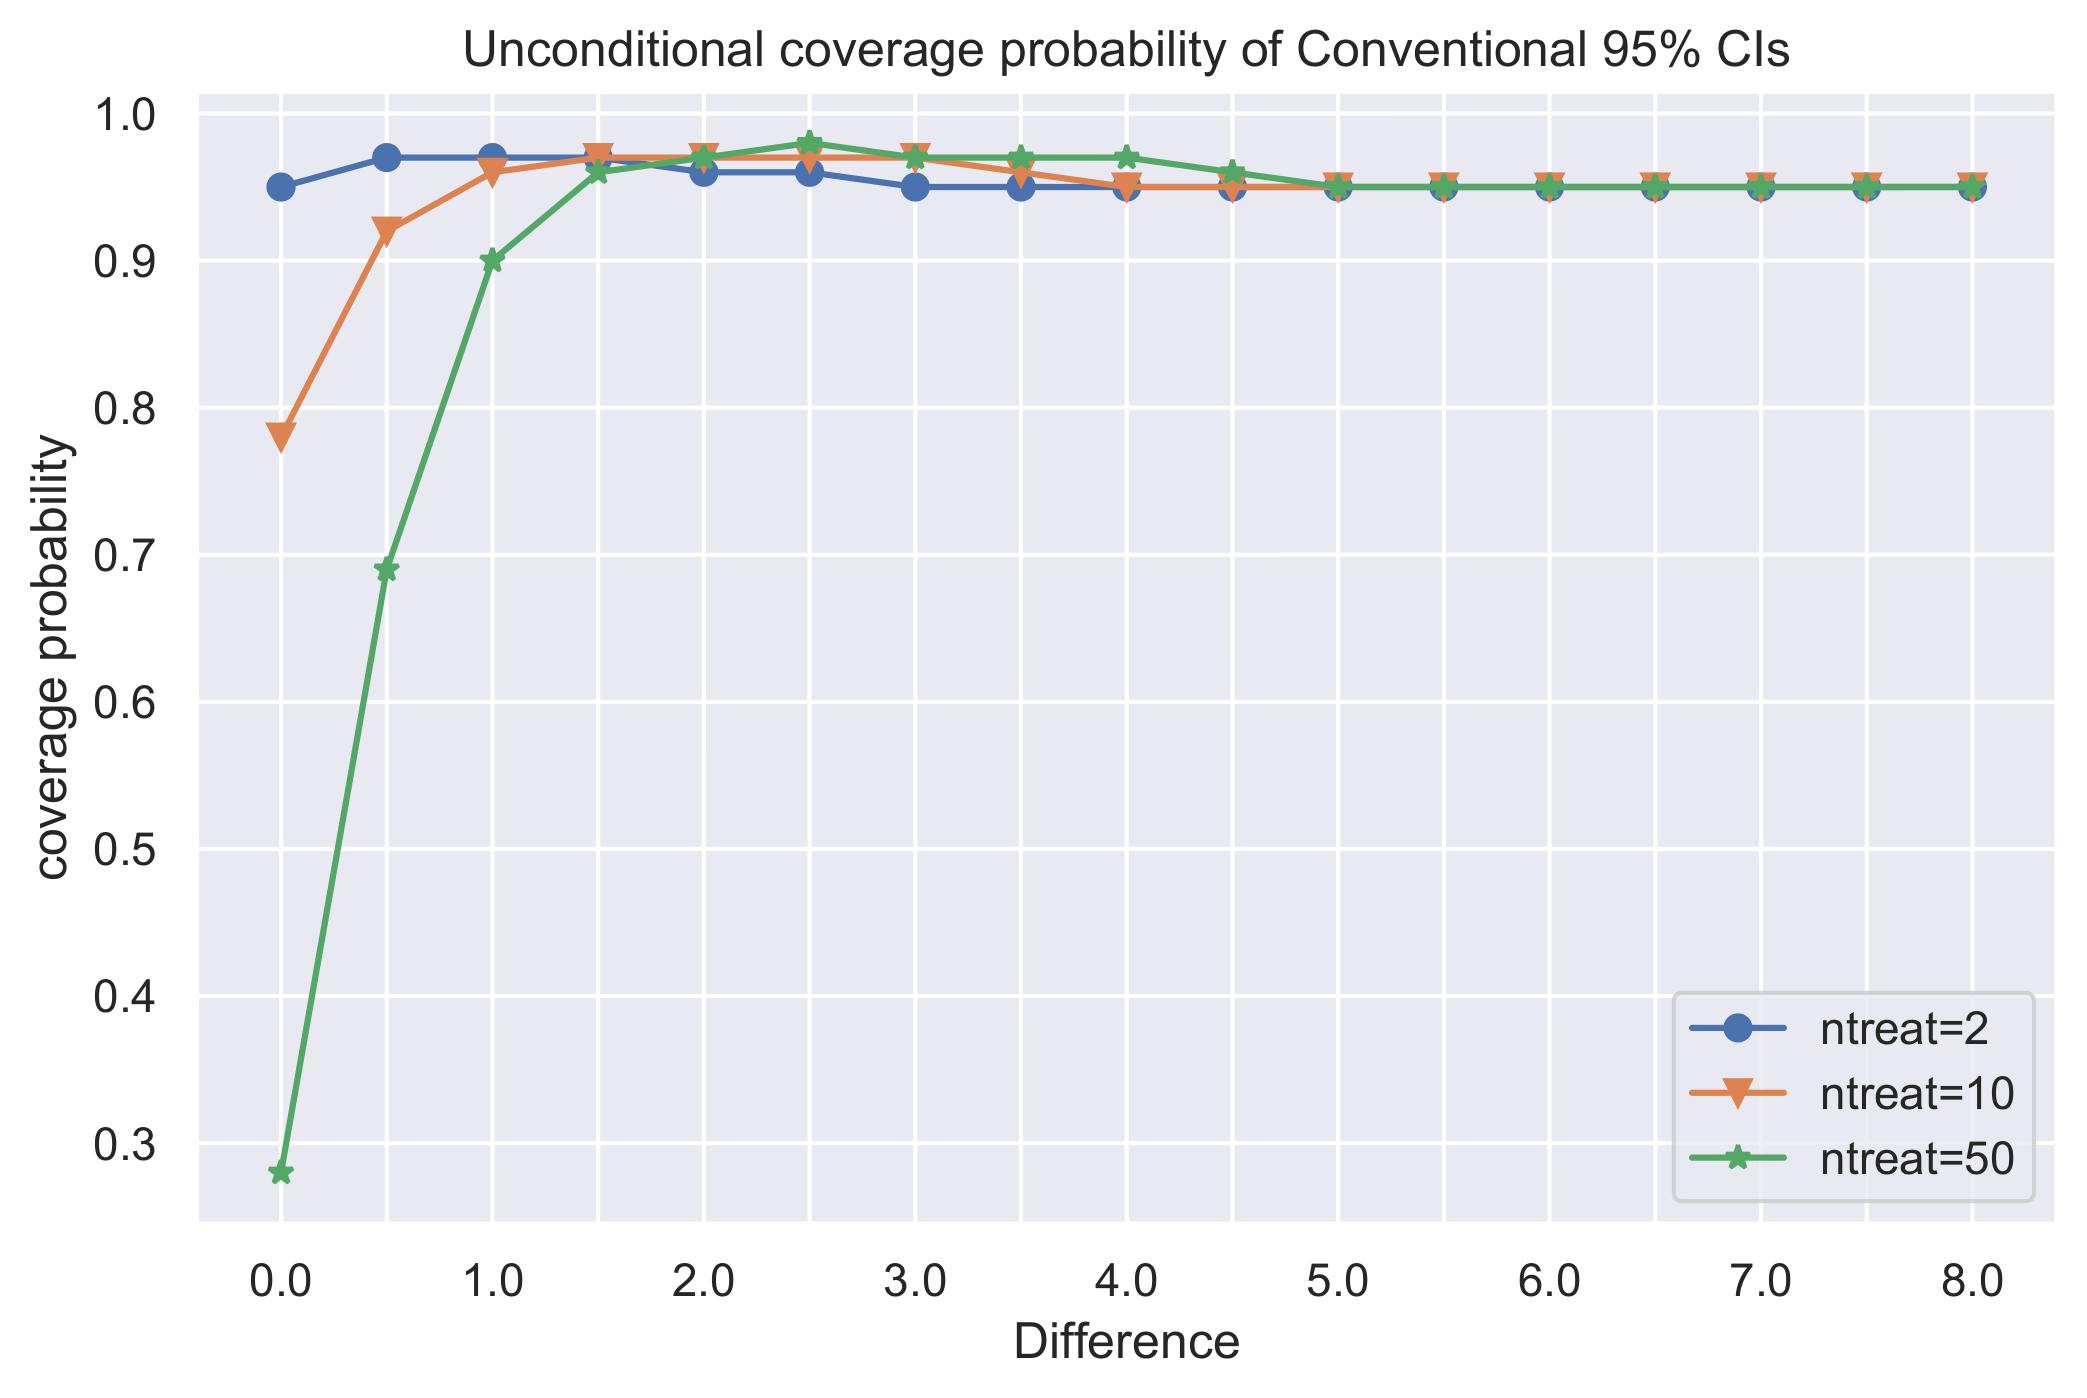 Unconditional coverage probability of Conventional 95% CIs
1.0
0.9
0.8
0.7
0.6
0.5
0.4
0.3
coverage probability
0.0 1.0 2.0 3.0 4.0 5.0 6.0 7.0 8.0
Difference
ntreat=2
ntreat=10
ntreat=50